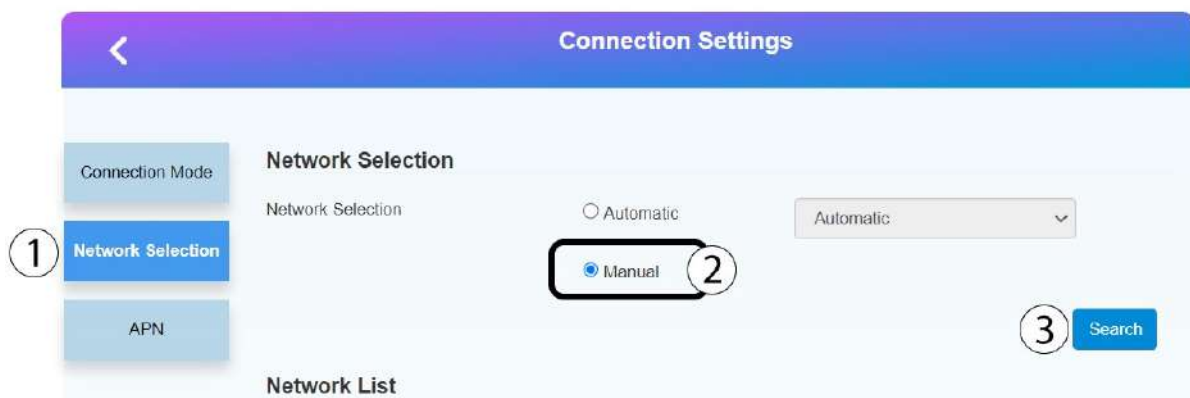 Connection Settings
Connection Mode
Network Selection
Network Selection
Automatic
Automatic
1
Network Selection
Manual
2
APN
3
Search
Network List